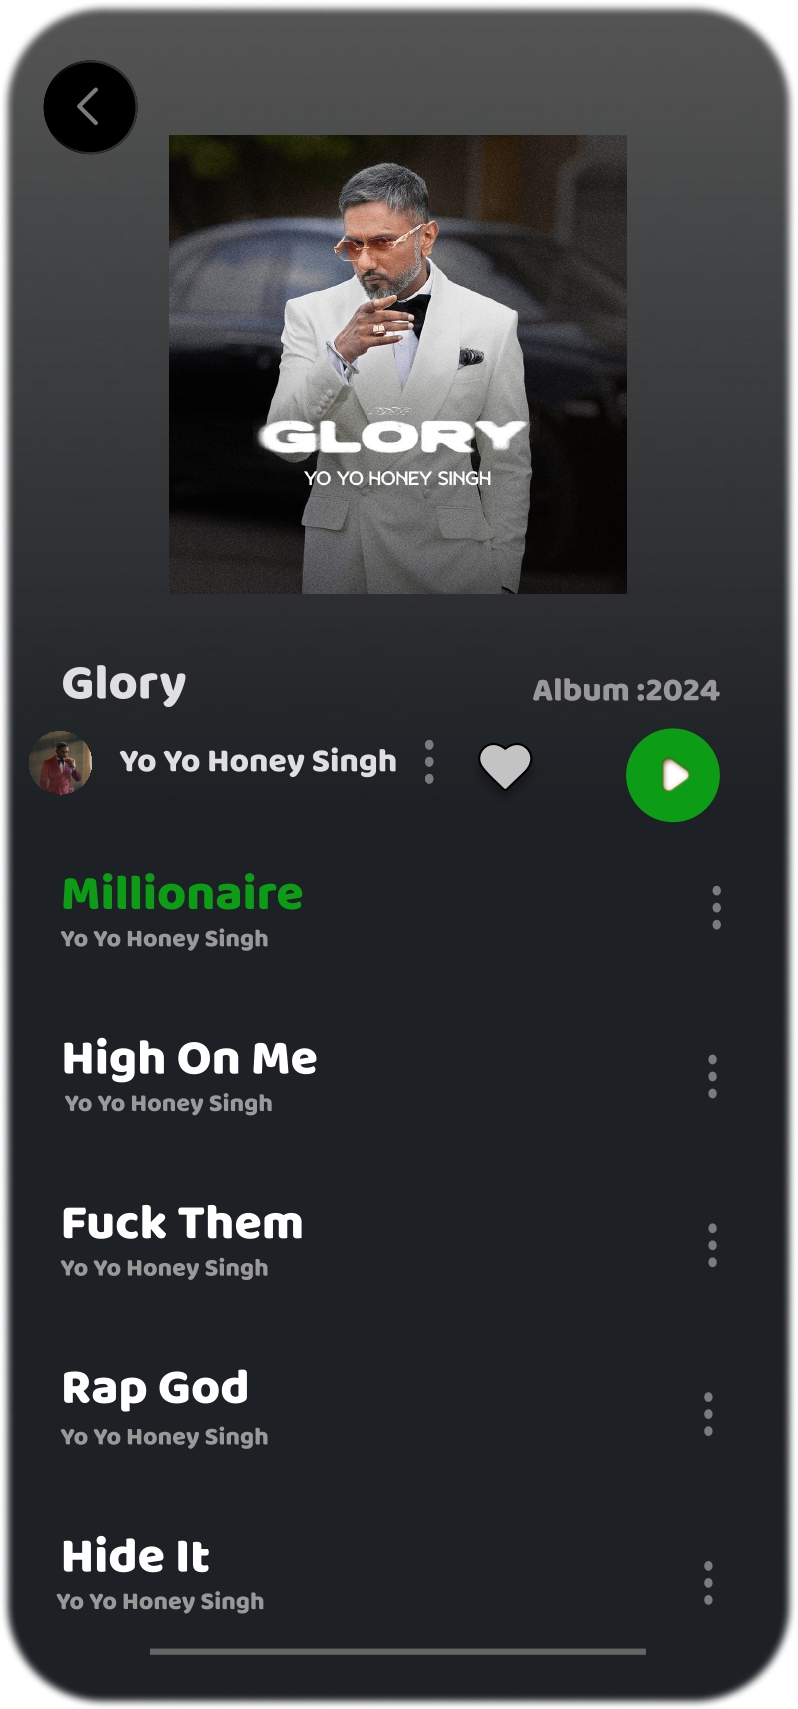 GLORY
YO YO HONEY SINGH
Glory
Album :2024
Yo Yo Honey Singh
Millionaire
Yo Yo Honey Singh
High On Me
Yo Yo Honey Singh
Fuck Them
Yo Yo Honey Singh
Rap God
Yo Yo Honey Singh
Hide It
Yo Yo Honey Singh